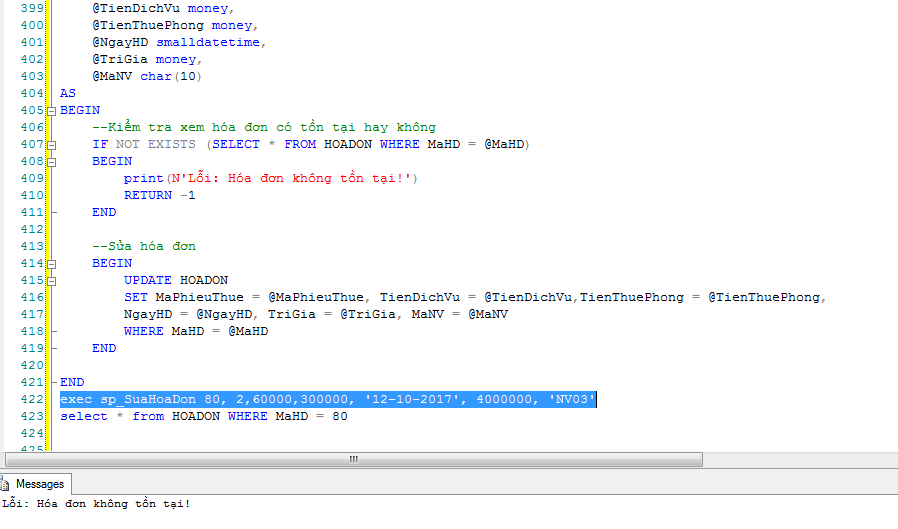 399 @TienDichVu money,
400 @TienThuePhong money,
401 @NgayHD smalldatetime,
402 @TriGia money,
403 @MaNV char(10)
404 AS
405 BEGIN
406 --Kiểm tra xem hóa đơn có tồn tại hay không
407 IF NOT EXISTS (SELECT * FROM HOADON WHERE MaHD = @MaHD)
408 BEGIN
409 print(N'Lỗi: Hóa đơn không tồn tại!')
410 RETURN -1
411 END
412
413 --Sửa hóa đơn
414 BEGIN
415 UPDATE HOADON
416 SET MaPhieuThue = @MaPhieuThue, TienDichVu = @TienDichVu,TienThuePhong = @TienThuePhong,
417 NgayHD = @NgayHD, TriGia = @TriGia, MaNV = @MaNV
418 WHERE MaHD = @MaHD
419 END
420
421 END
422 exec sp_SuaHoaDon 80, 2,60000,300000, '12-10-2017', 4000000, 'NV03'
423 select * from HOADON WHERE MaHD = 80
424
425
Messages
Lỗi: Hóa đơn không tồn tại!